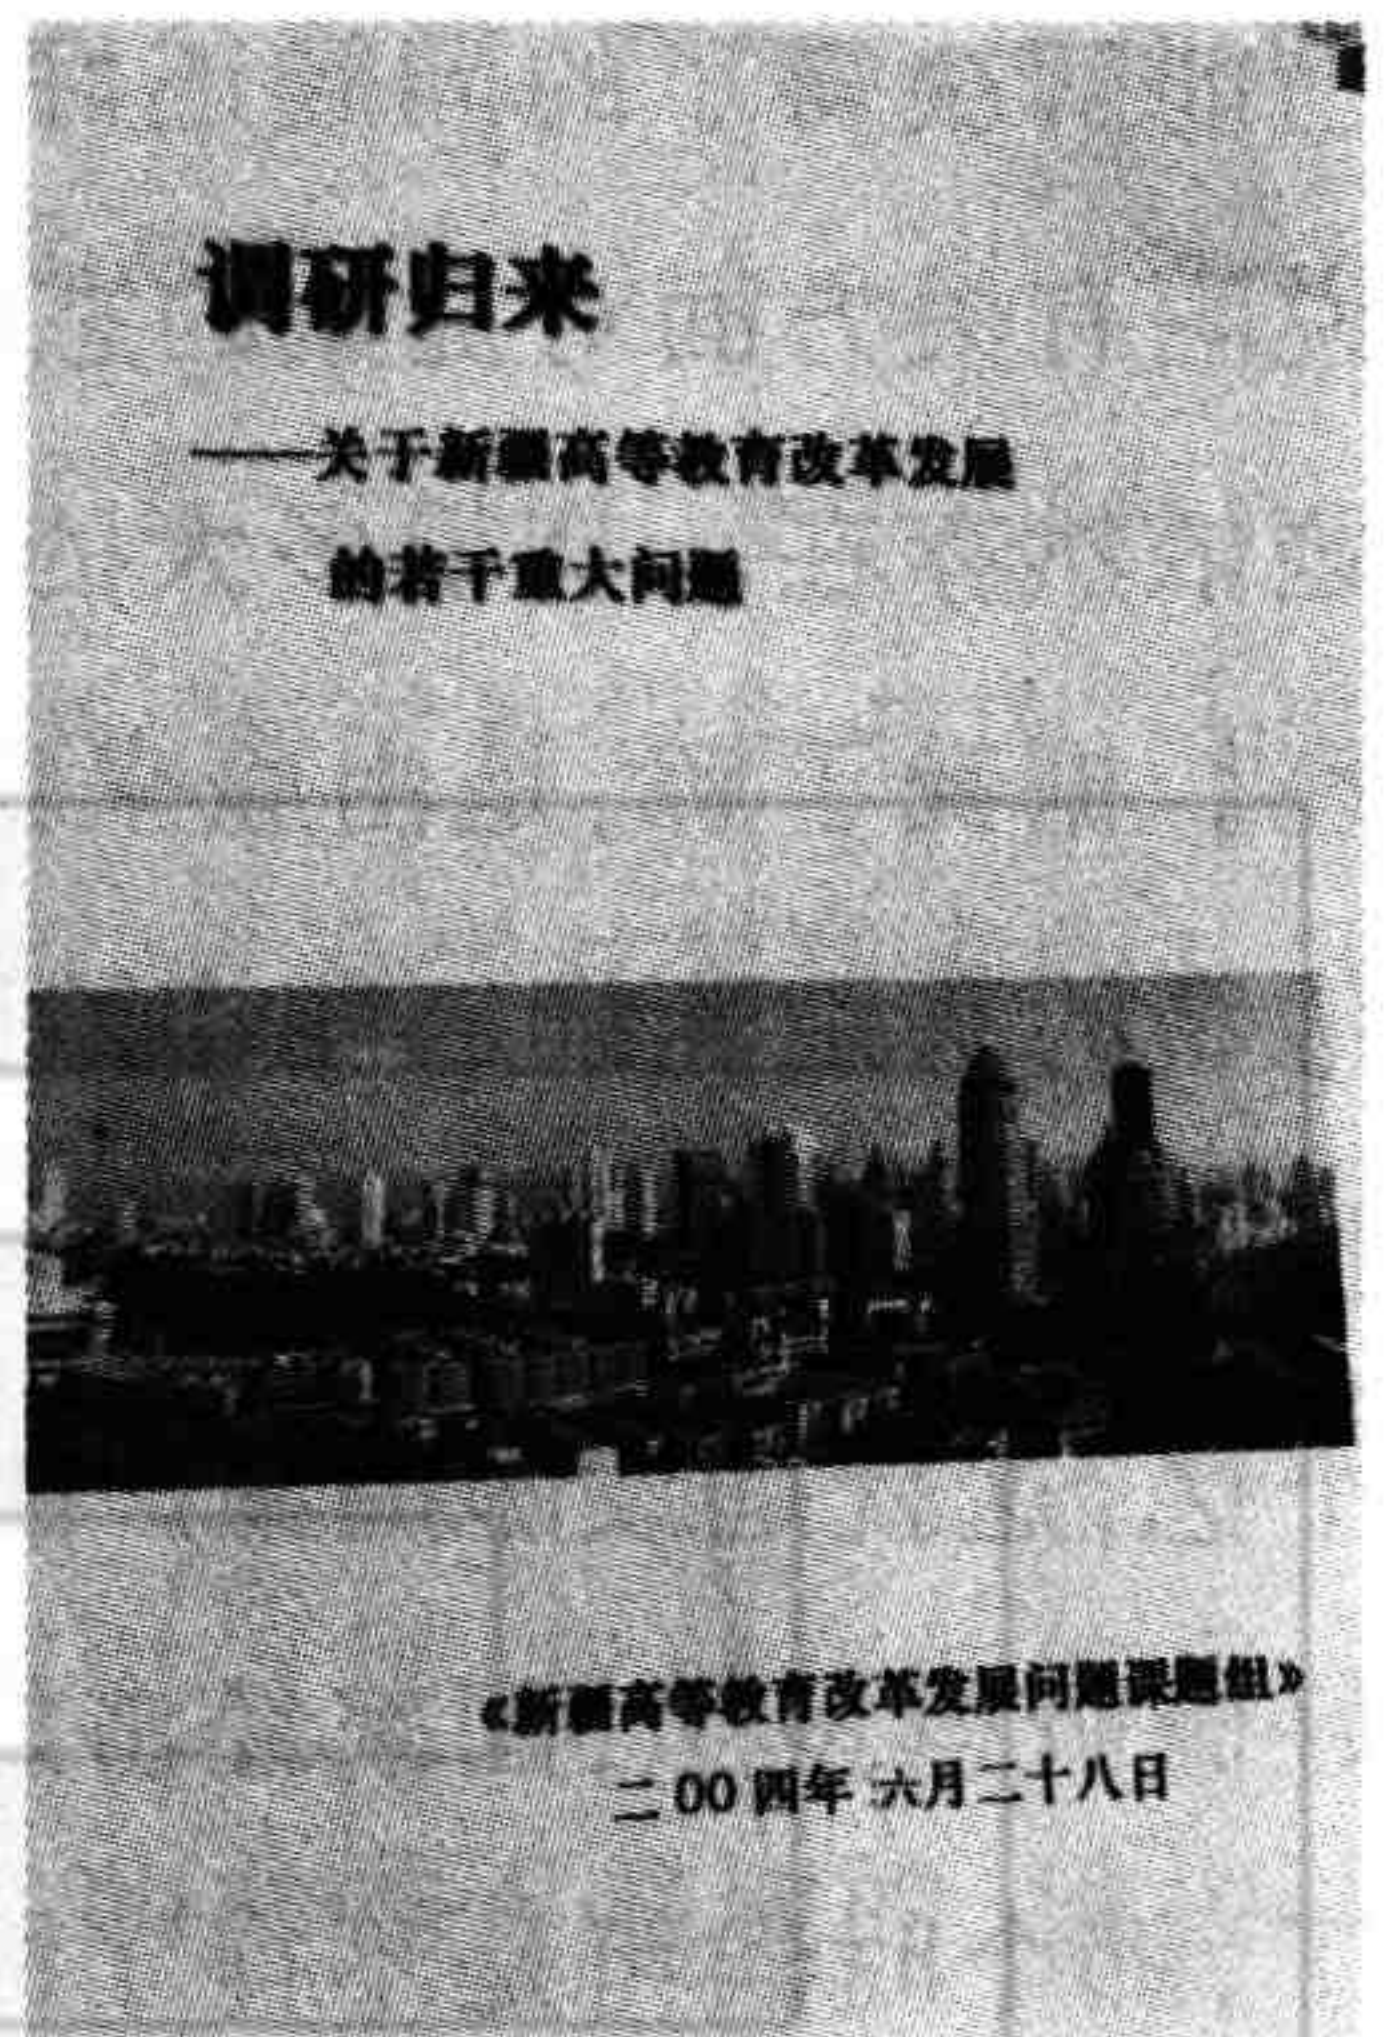 调研归来
——关于新疆高等教育改革发展
的若干重大问题
《新疆高等教育改革发展问题课题组》
二00四年 六月二十八日